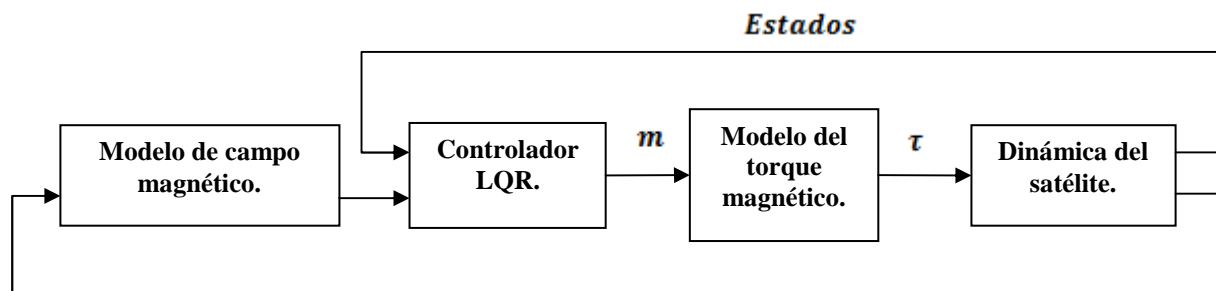 Estados
Modelo de campo
magnético.
Controlador
LQR.
m
Modelo del
torque
magnético.
τ
Dinámica del
satélite.